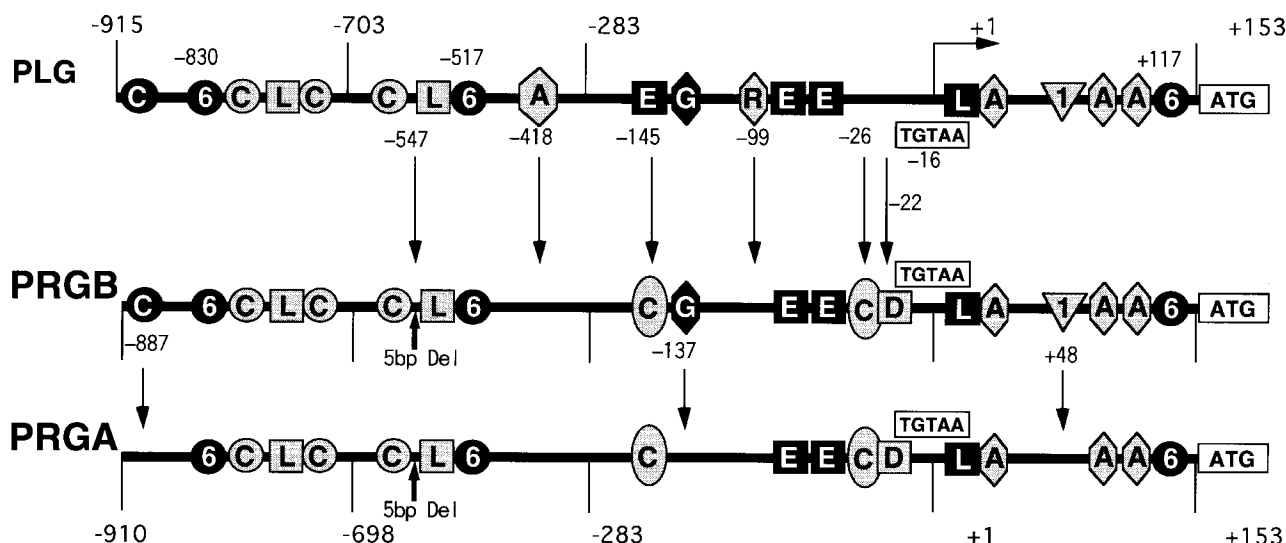 -915 -703 -283 +1 +153
-830 -517 +117
PLG C 6 C L C C L 6 A E G R E E L A 1 A A 6 ATG
TGTAA
-547 -418 -145 -99 -26 -16
-22
PRGB C 6 C L C C L 6 C G E E C D TGTAA L A 1 A A 6 ATG
-887 5bp Del -137 +48
PRGA 6 C L C C L 6 C E E C D TGTAA L A A A 6 ATG
5bp Del
-910 -698 -283 +1 +153